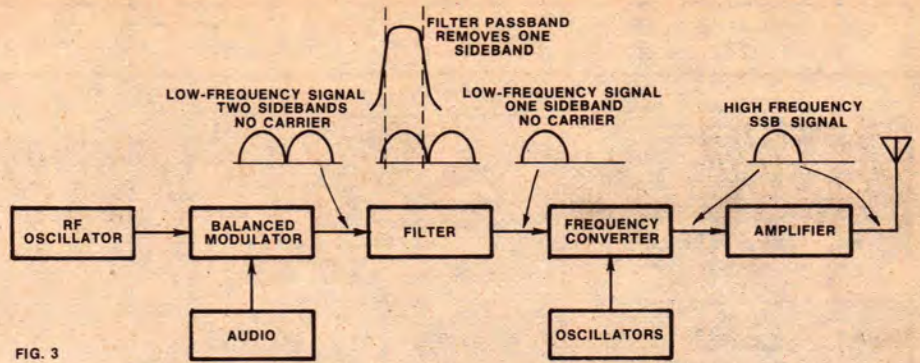 FILTER PASSBAND
REMOVES ONE
SIDEBAND
LOW-FREQUENCY SIGNAL
TWO SIDEBANDS
NO CARRIER
LOW-FREQUENCY SIGNAL
ONE SIDEBAND
NO CARRIER
HIGH FREQUENCY
SSB SIGNAL
RF
OSCILLATOR
BALANCED
MODULATOR
FILTER
FREQUENCY
CONVERTER
AMPLIFIER
AUDIO
OSCILLATORS
FIG. 3